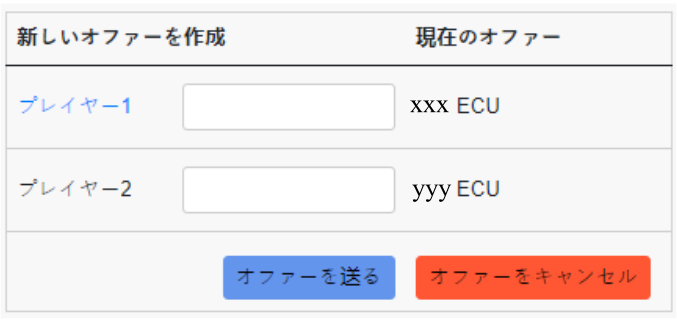 新しいオファーを作成 現在のオファー
プレイヤー1 xxx ECU
プレイヤー2 yyy ECU
オファーを送る オファーをキャンセル